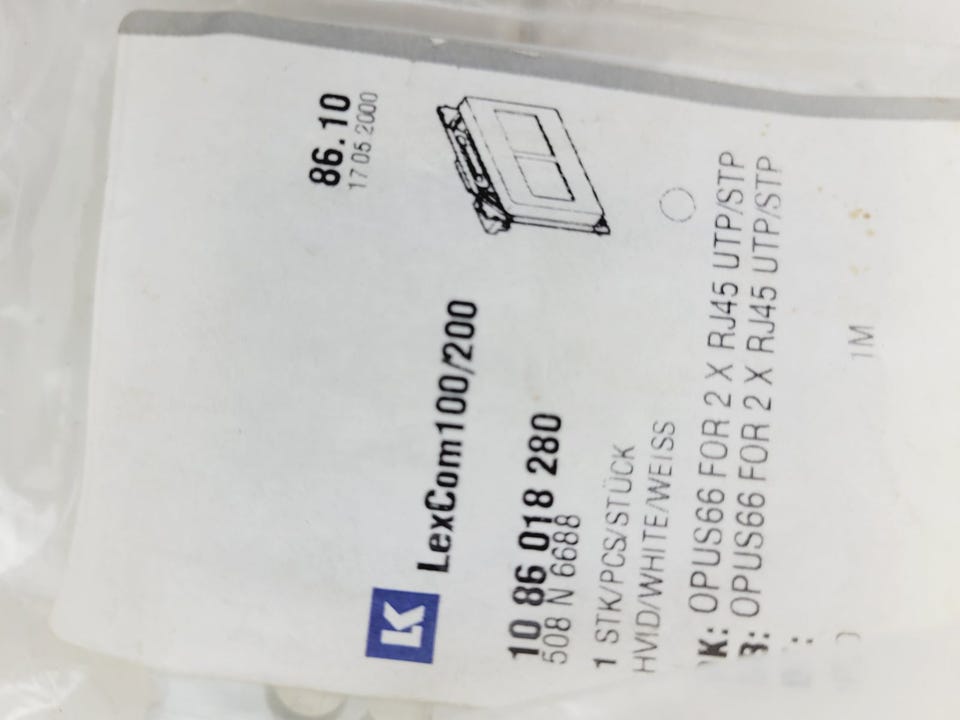 86.10
17 05 2000
LK
LexCom100/200
10 86 018 280
508 N 6688
1 STK/PCS/STÜCK
HVID/WHITE/WEISS
K: OPUS66 FOR 2 X RJ45 UTP/STP
: OPUS66 FOR 2 X RJ45 UTP/STP
:
1M